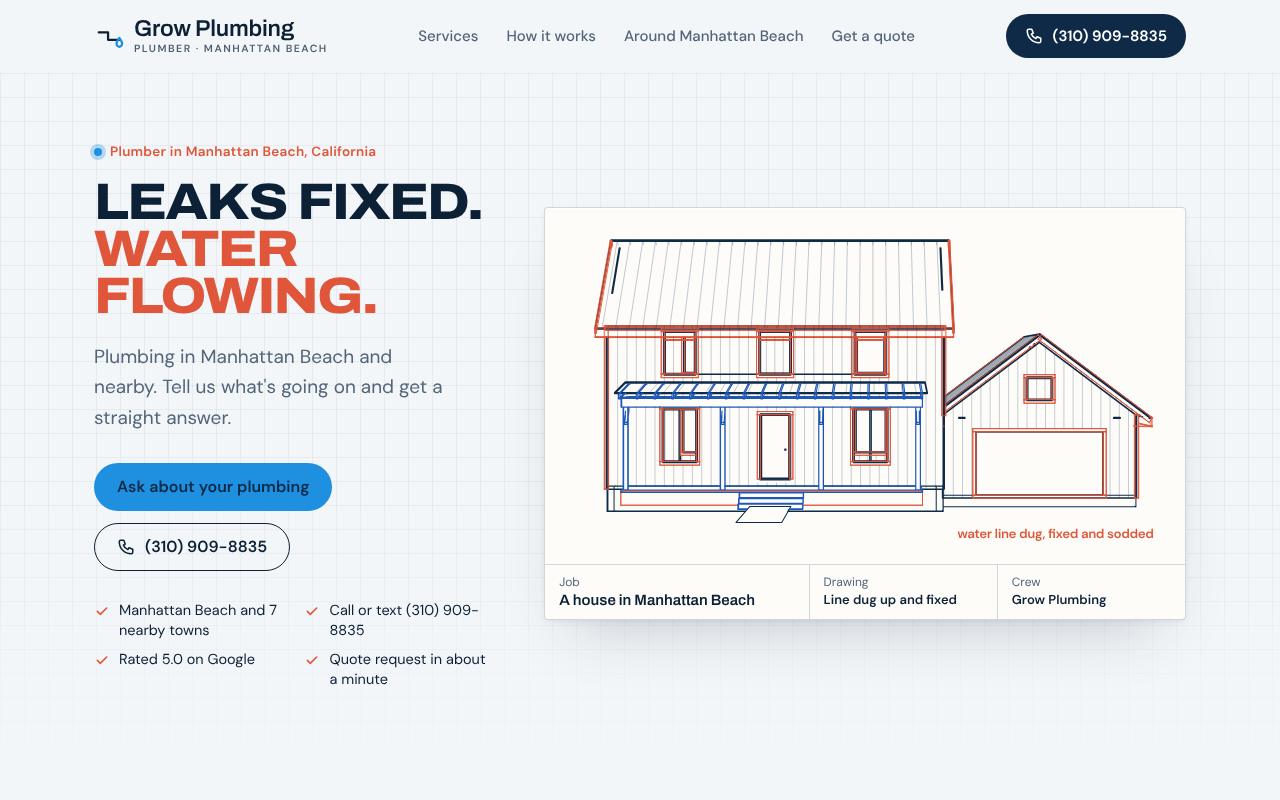 Grow Plumbing
PLUMBER · MANHATTAN BEACH
Services
How it works
Around Manhattan Beach
Get a quote
(310) 909-8835
Plumber in Manhattan Beach, California
LEAKS FIXED.
WATER
FLOWING.
Plumbing in Manhattan Beach and
nearby. Tell us what's going on and get a
straight answer.
Ask about your plumbing
(310) 909-8835
Manhattan Beach and 7
nearby towns
Call or text (310) 909-
8835
Rated 5.0 on Google
Quote request in about
a minute
water line dug, fixed and sodded
Job
A house in Manhattan Beach
Drawing
Line dug up and fixed
Crew
Grow Plumbing